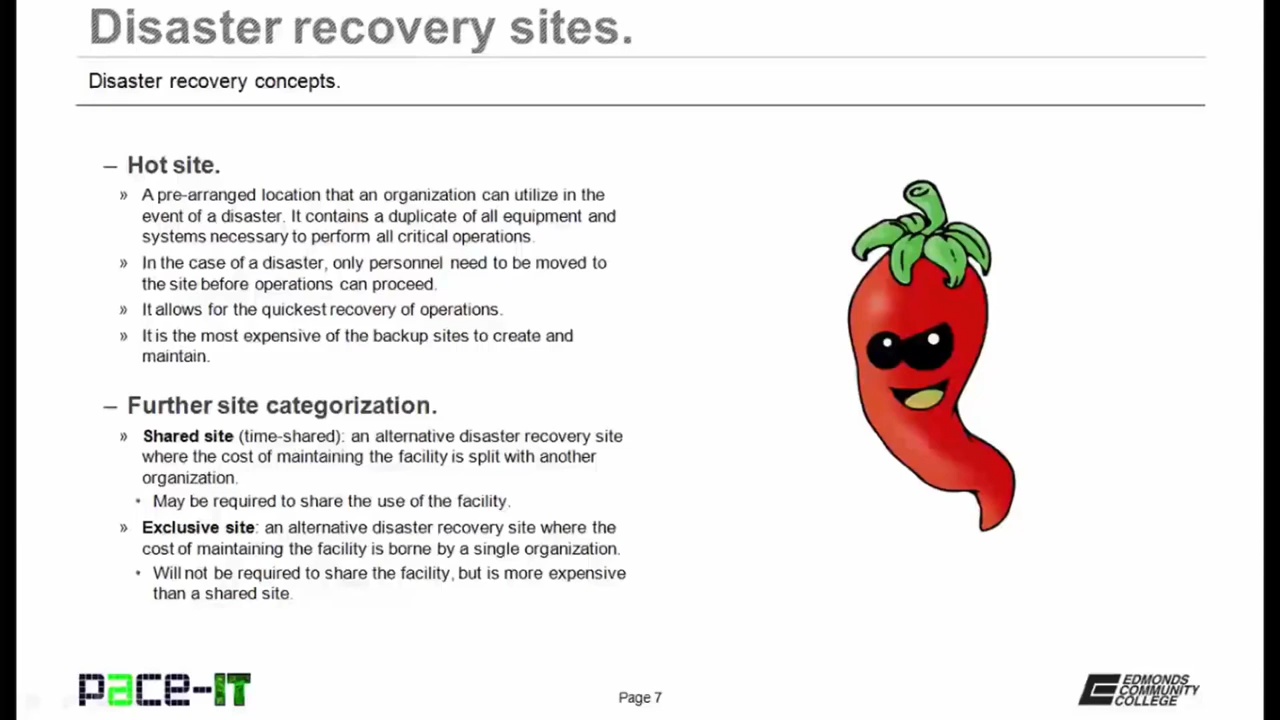 Disaster recovery sites.
Disaster recovery concepts.
– Hot site.
» A pre-arranged location that an organization can utilize in the
event of a disaster. It contains a duplicate of all equipment and
systems necessary to perform all critical operations.
» In the case of a disaster, only personnel need to be moved to
the site before operations can proceed.
» It allows for the quickest recovery of operations.
» It is the most expensive of the backup sites to create and
maintain.
– Further site categorization.
» Shared site (time-shared): an alternative disaster recovery site
where the cost of maintaining the facility is split with another
organization.
• May be required to share the use of the facility.
» Exclusive site: an alternative disaster recovery site where the
cost of maintaining the facility is borne by a single organization.
• Will not be required to share the facility, but is more expensive
than a shared site.
pace-IT
Page 7
EDMONDS
COMMUNITY
COLLEGE